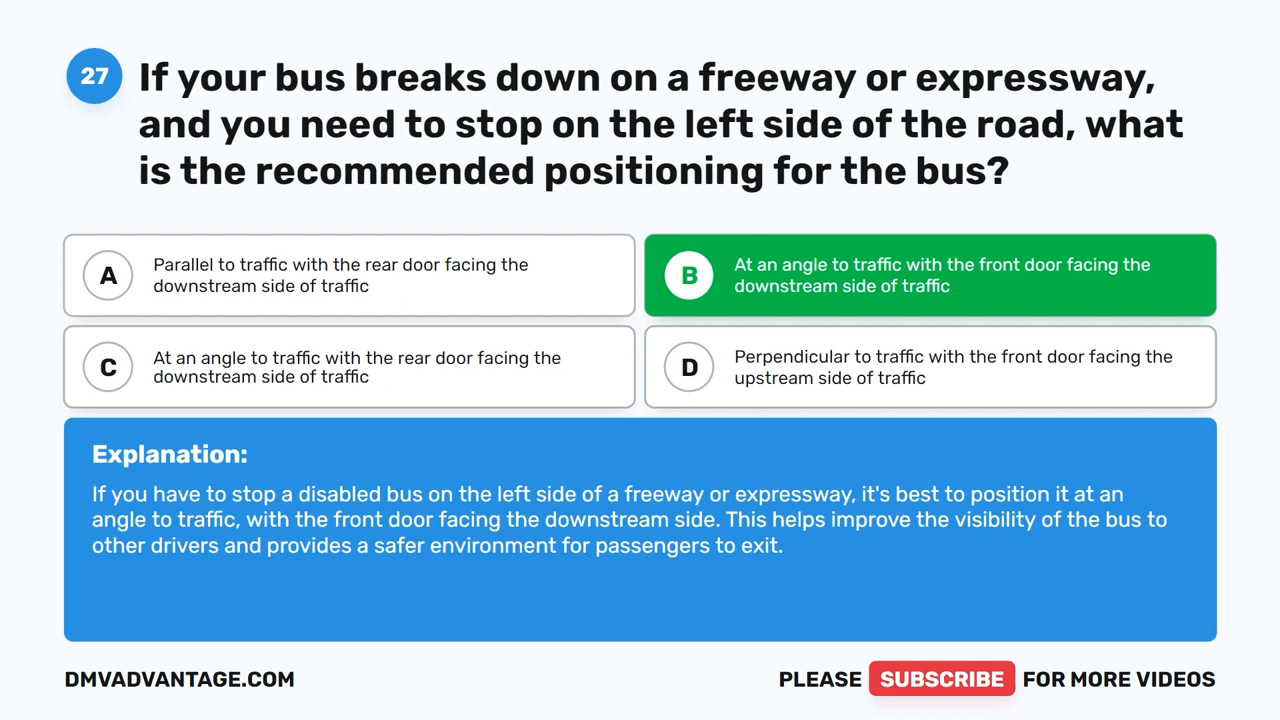 27
If your bus breaks down on a freeway or expressway,
and you need to stop on the left side of the road, what
is the recommended positioning for the bus?
A
Parallel to traffic with the rear door facing the
downstream side of traffic
B
At an angle to traffic with the front door facing the
downstream side of traffic
C
At an angle to traffic with the rear door facing the
downstream side of traffic
D
Perpendicular to traffic with the front door facing the
upstream side of traffic
Explanation:
If you have to stop a disabled bus on the left side of a freeway or expressway, it's best to position it at an
angle to traffic, with the front door facing the downstream side. This helps improve the visibility of the bus to
other drivers and provides a safer environment for passengers to exit.
DMVADVANTAGE.COM
PLEASE SUBSCRIBE FOR MORE VIDEOS